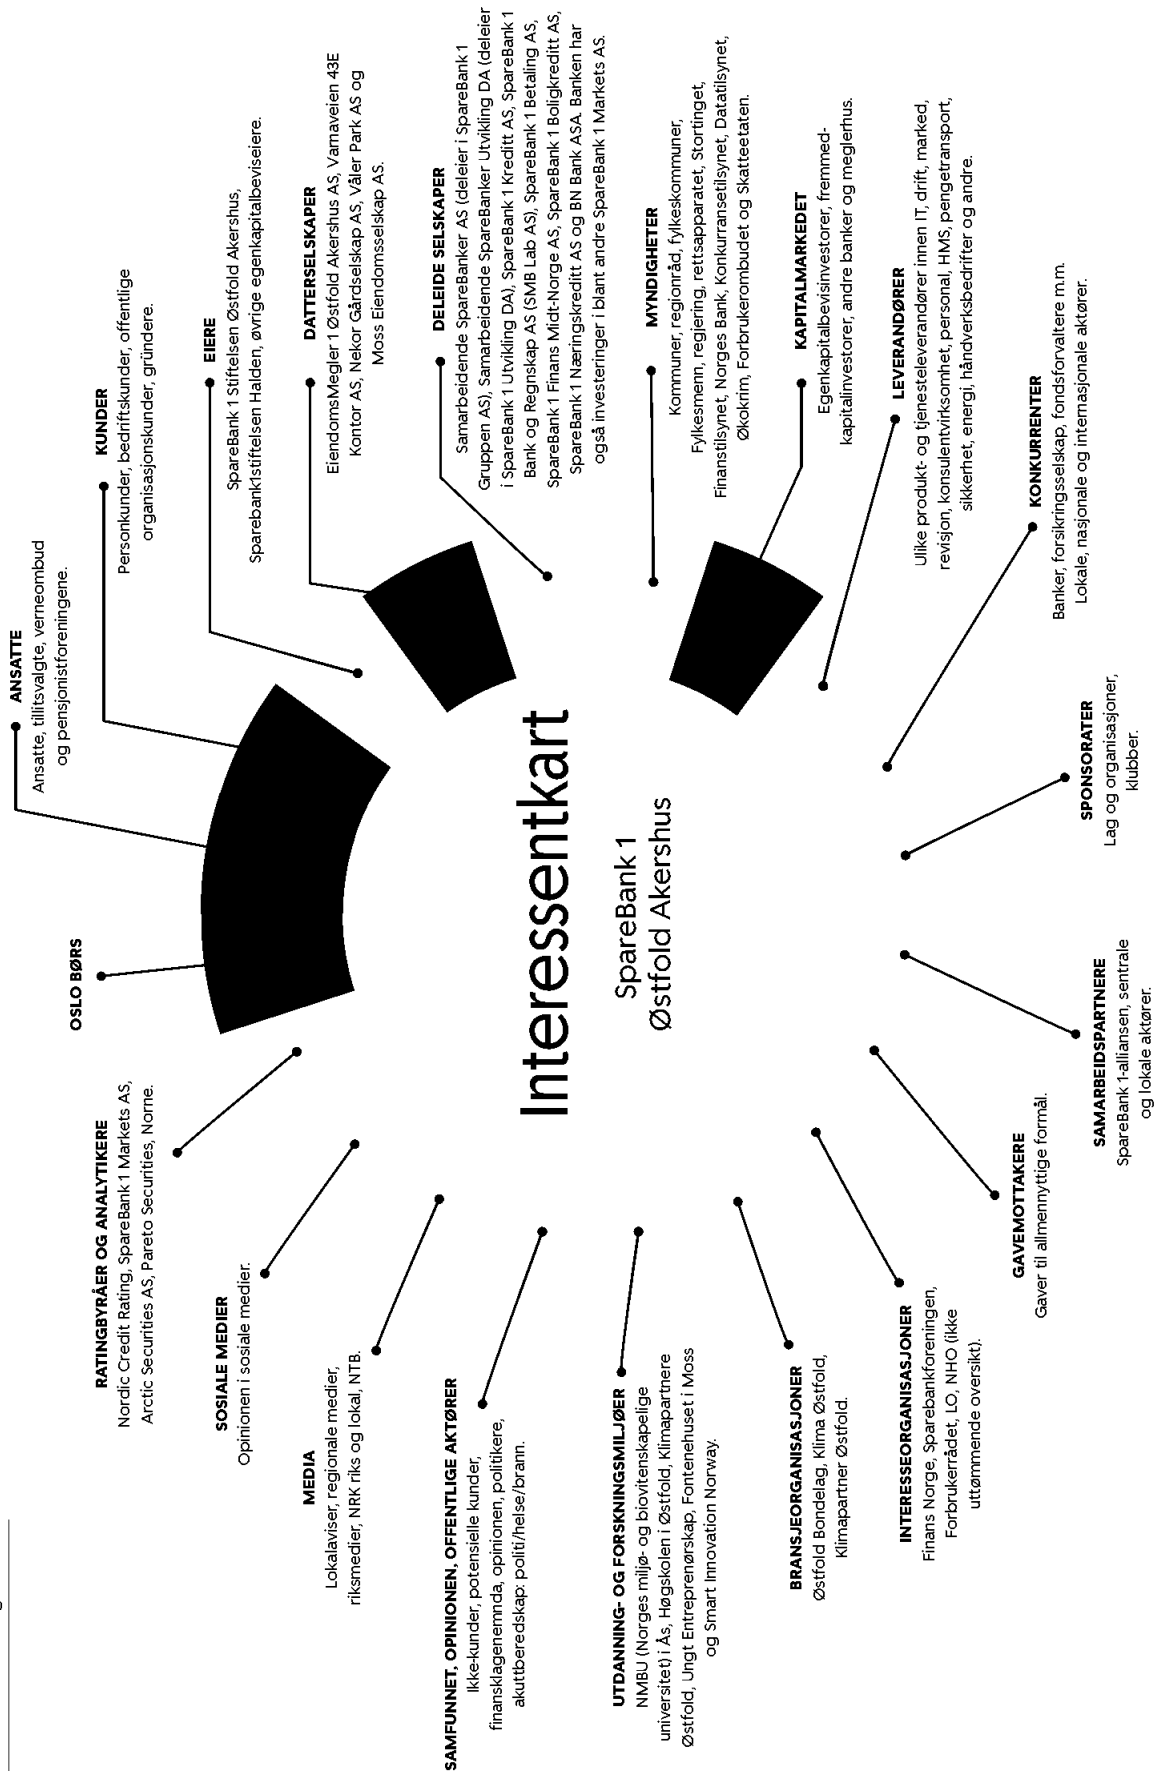 Interessentkart
SpareBank 1
Østfold Akershus
OSLO BØRS
ANSATTE
Ansatte, tillitsvalgte, verneombud
og pensjonistforeningene.
KUNDER
Personkunder, bedriftskunder, offentlige
organisasjonskunder, gründere.
EIERE
SpareBank 1 Stiftelsen Østfold Akershus,
Sparebank1stiftelsen Halden, øvrige egenkapitalbeviseiere.
DATTERSELSKAPER
EiendomsMegler 1 Østfold Akershus AS, Varnaveien 43E
Kontor AS, Nekor Gårdselskap AS, Våler Park AS og
Moss Eiendomsselskap AS.
DELEIDE SELSKAPER
Samarbeidende SpareBanker AS (deleier i SpareBank 1
Gruppen AS), Samarbeidende SpareBanker Utvikling DA (deleier
i SpareBank 1 Utvikling DA), SpareBank 1 Kreditt AS, SpareBank 1
Bank og Regnskap AS (SMB Lab AS), SpareBank 1 Betaling AS,
SpareBank 1 Finans Midt-Norge AS, SpareBank 1 Boligkreditt AS,
SpareBank 1 Næringskreditt AS og BN Bank ASA. Banken har
også investeringer i blant andre SpareBank 1 Markets AS.
MYNDIGHETER
Kommuner, regionråd, fylkeskommuner,
Fylkesmenn, regjering, rettsapparatet, Stortinget,
Finanstilsynet, Norges Bank, Konkurransetilsynet, Datatilsynet,
Økokrim, Forbrukerombudet og Skatteetaten.
KAPITALMARKEDET
Egenkapitalbevisinvestorer, fremmed-
kapitalinvestorer, andre banker og meglerhus.
LEVERANDØRER
Ulike produkt- og tjenesteleverandører innen IT, drift, marked,
revisjon, konsulentvirksomhet, personal, HMS, pengetransport,
sikkerhet, energi, håndverksbedrifter og andre.
KONKURRENTER
Banker, forsikringsselskap, fondsforvaltere m.m.
Lokale, nasjonale og internasjonale aktører.
SPONSORATER
Lag og organisasjoner,
klubber.
SAMARBEIDSPARTNERE
SpareBank 1-alliansen, sentrale
og lokale aktører.
GAVEMOTTAKERE
Gaver til allmennyttige formål.
INTERESSEORGANISASJONER
Finans Norge, Sparebankforeningen,
Forbrukerrådet, LO, NHO (ikke
uttømmende oversikt).
BRANSJEORGANISASJONER
Østfold Bondelag, Klima Østfold,
Klimapartner Østfold.
UTDANNING- OG FORSKNINGSMILJØER
NMBU (Norges miljø- og biovitenskapelige
universitet) i Ås, Høgskolen i Østfold, Klimapartnere
Østfold, Ungt Entreprenørskap, Fontenehuset i Moss
og Smart Innovation Norway.
SAMFUNNET, OPINIONEN, OFFENTLIGE AKTØRER
Ikke-kunder, potensielle kunder,
finansklagenemnda, opinionen, politikere,
akuttberedskap: politi/helse/brann.
MEDIA
Lokalaviser, regionale medier,
riksmedier, NRK riks og lokal, NTB.
SOSIALE MEDIER
Opinionen i sosiale medier.
RATINGBYRÅER OG ANALYTIKERE
Nordic Credit Rating, SpareBank 1 Markets AS,
Arctic Securities AS, Pareto Securities, Norne.